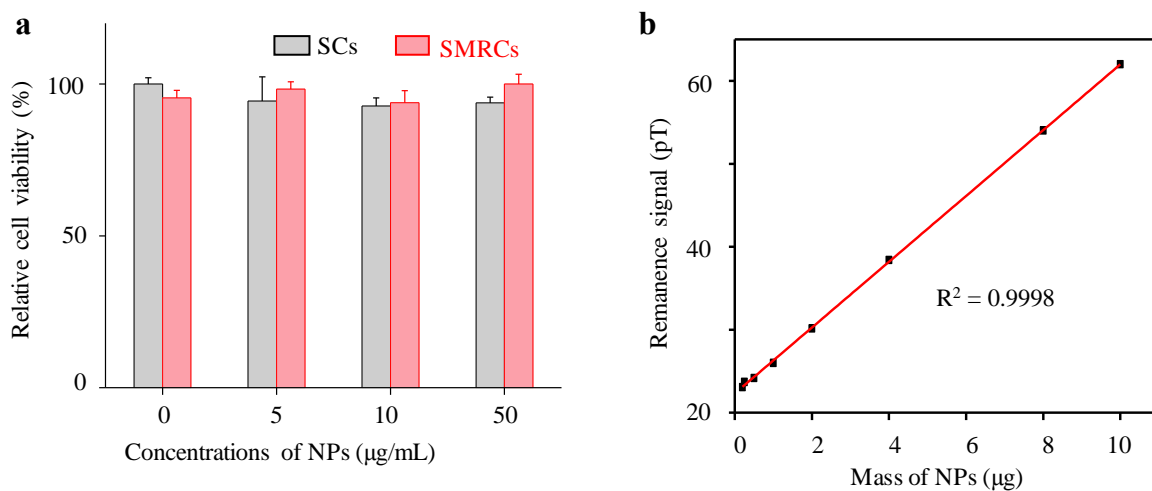 a
SCs
SMRCs
100
50
0
Relative cell viability (%)
0 5 10 50
Concentrations of NPs (μg/mL)
b
60
40
20
Remanence signal (pT)
R² = 0.9998
0 2 4 6 8 10
Mass of NPs (μg)